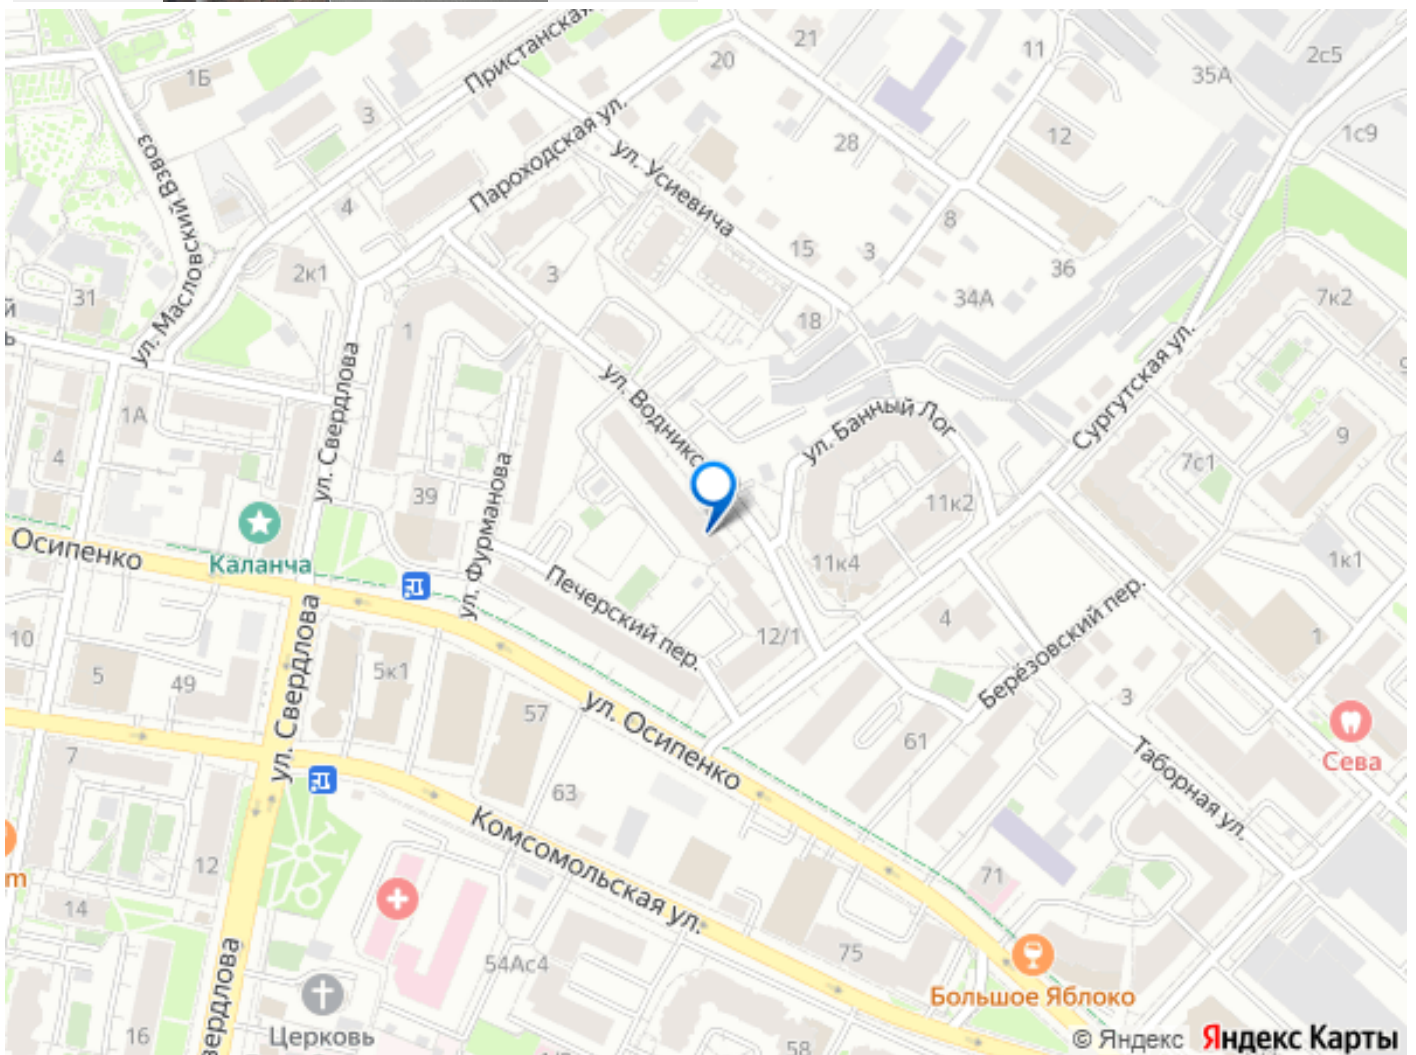 Пристанская
21
11
2с5
20
35А
1Б
3
28
12
1с9
Пароходская ул.
ул. Усиевича
ул. Масловский Взвоз
4
8
15
3
2к1
3
36
31
34А
7к2
й
18
1
ул. Свердлова
ул. Водников
Сургутская ул.
9
1А
ул. Банный Лог
9
4
7с1
39
11к2
ул. Фурманова
Каланча
Осипенко
11к4
1к1
Печерский пер.
Берёзовский пер.
10
12/1
4
1
5
49
5к1
ул. Свердлова
3
57
ул. Осипенко
61
Сева
7
63
Таборная ул.
Комсомольская ул.
12
71
m
14
54Ас4
75
Большое Яблоко
вердлова
16
Церковь
58
© Яндекс Яндекс Карты